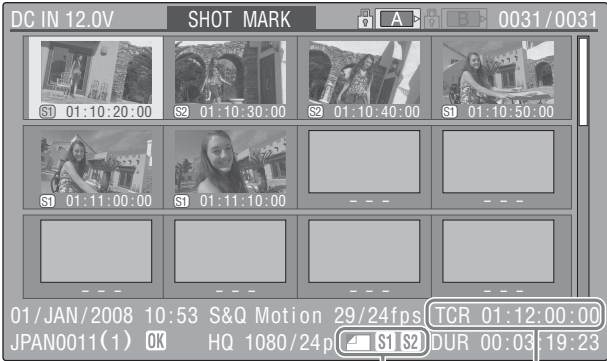 DC IN 12.0V SHOT MARK A B 0031/0031
S1 01:10:20:00 S2 01:10:30:00 S2 01:10:40:00 S1 01:10:50:00
S1 01:11:00:00 S1 01:11:10:00 - - - - - -
- - - - - - - - - - - -
01/JAN/2008 10:53 S&Q Motion 29/24fps TCR 01:12:00:00
JPAN0011(1) OK HQ 1080/24p S1 S2 DUR 00:03:19:23